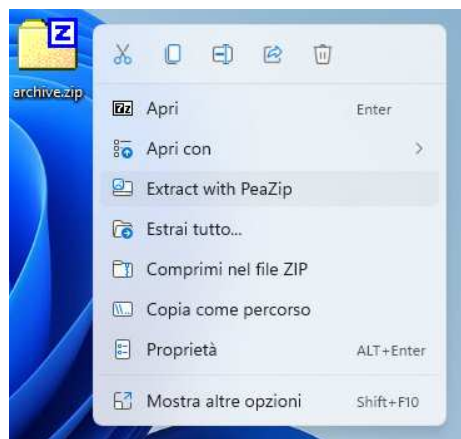 Z
archive.zip
7z Apri Enter
Apri con
Extract with PeaZip
Estrai tutto...
Comprimi nel file ZIP
Copia come percorso
Proprietà ALT+Enter
Mostra altre opzioni Shift+F10